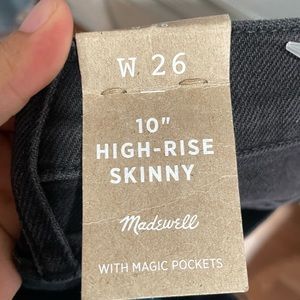 W 26
10"
HIGH-RISE
SKINNY
Madewell
WITH MAGIC POCKETS